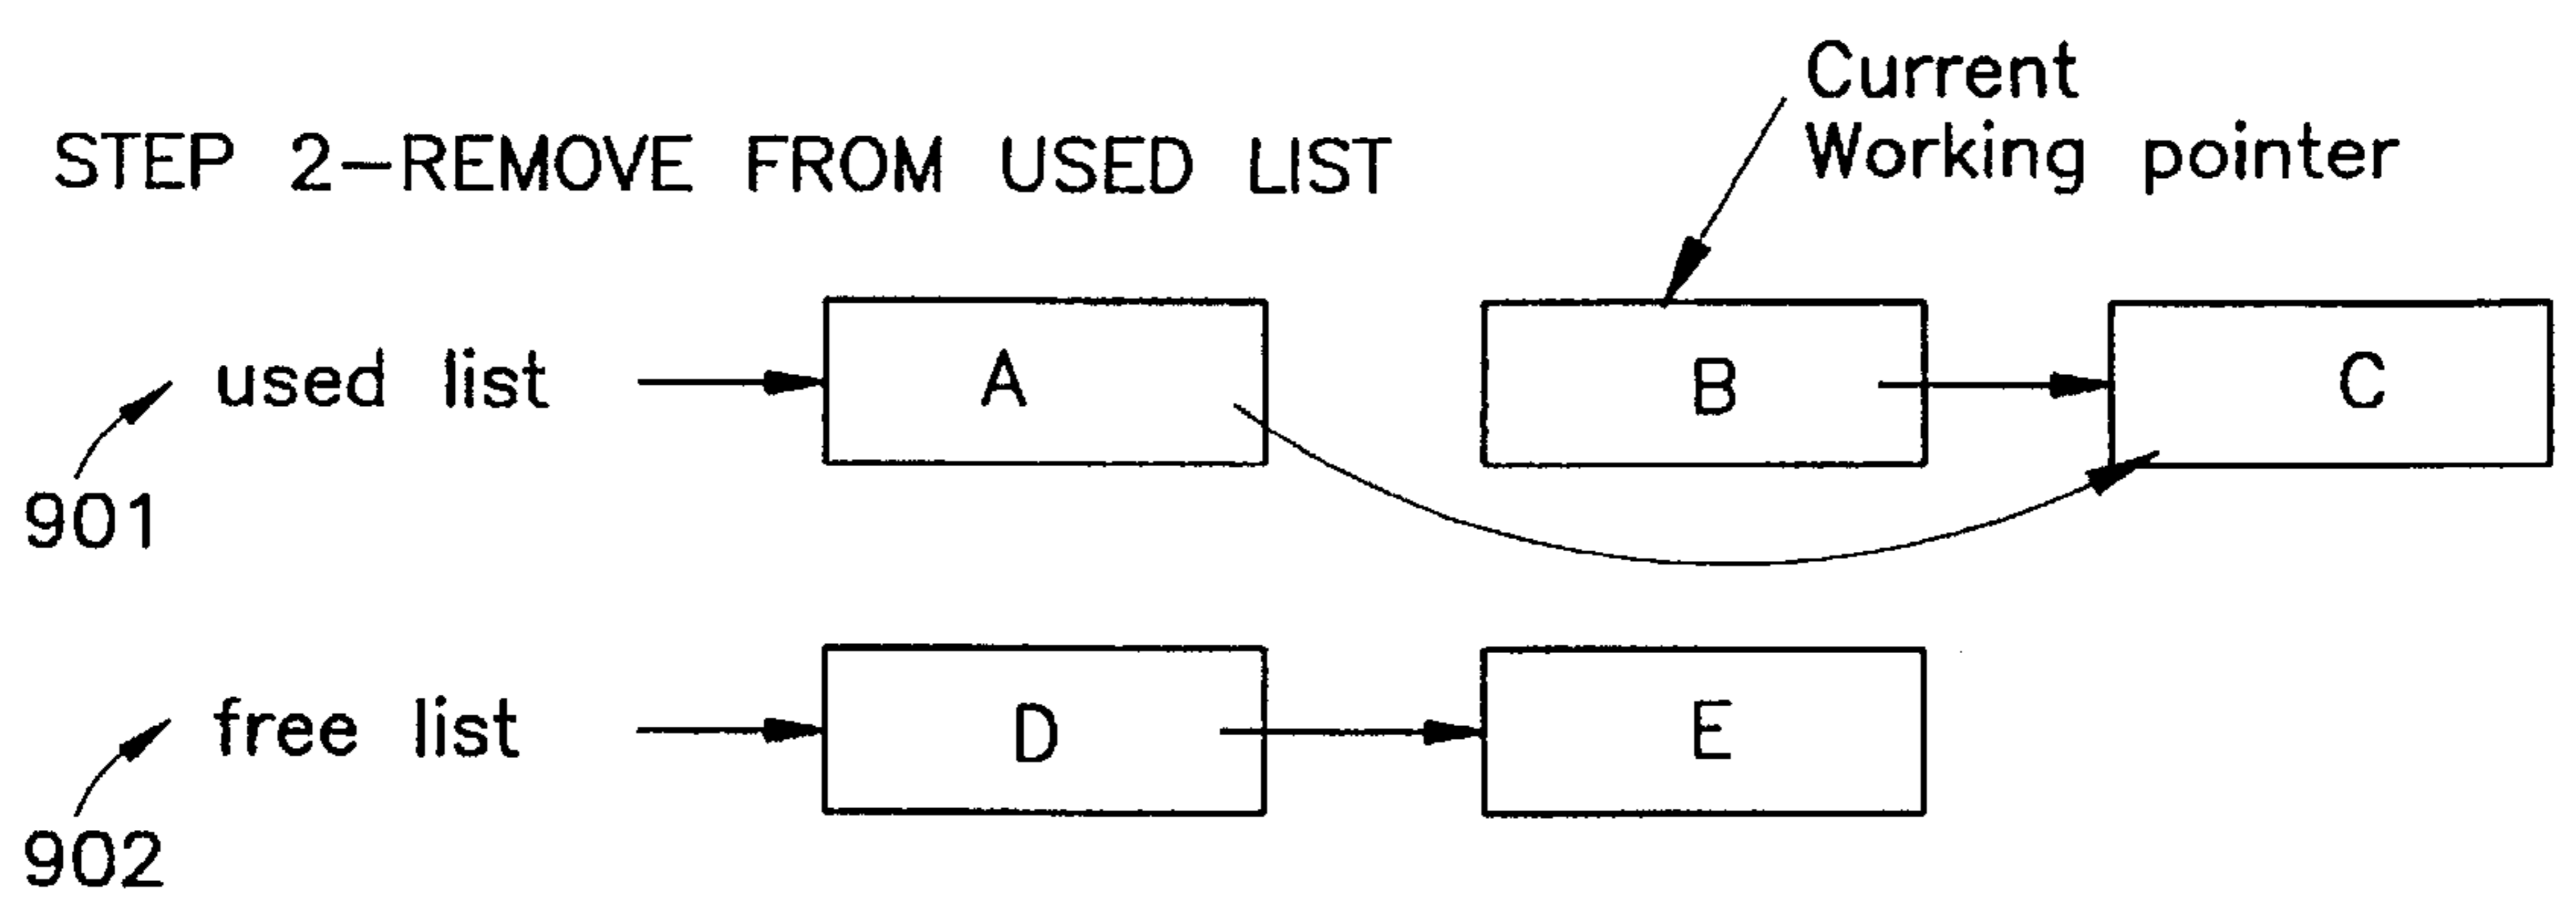 Current
Working pointer
STEP 2-REMOVE FROM USED LIST
used list
A
B
C
901
free list
D
E
902